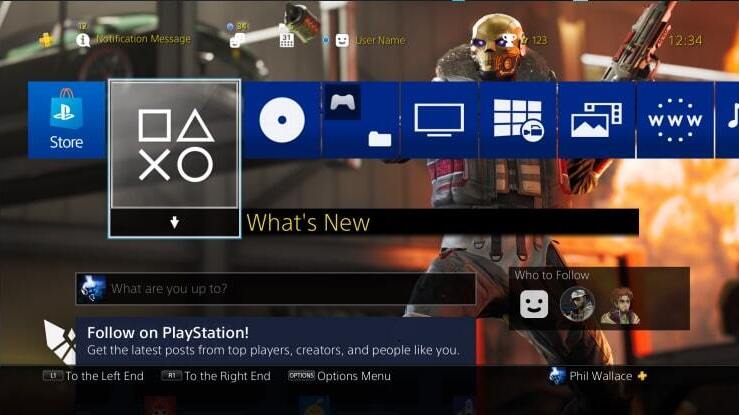 12
Notification Message
34
31
User Name
123
12:34
Store
www
What's New
What are you up to?
Who to Follow
Follow on PlayStation!
Get the latest posts from top players, creators, and people like you.
L1 To the Left End
R1 To the Right End
OPTIONS Options Menu
Phil Wallace